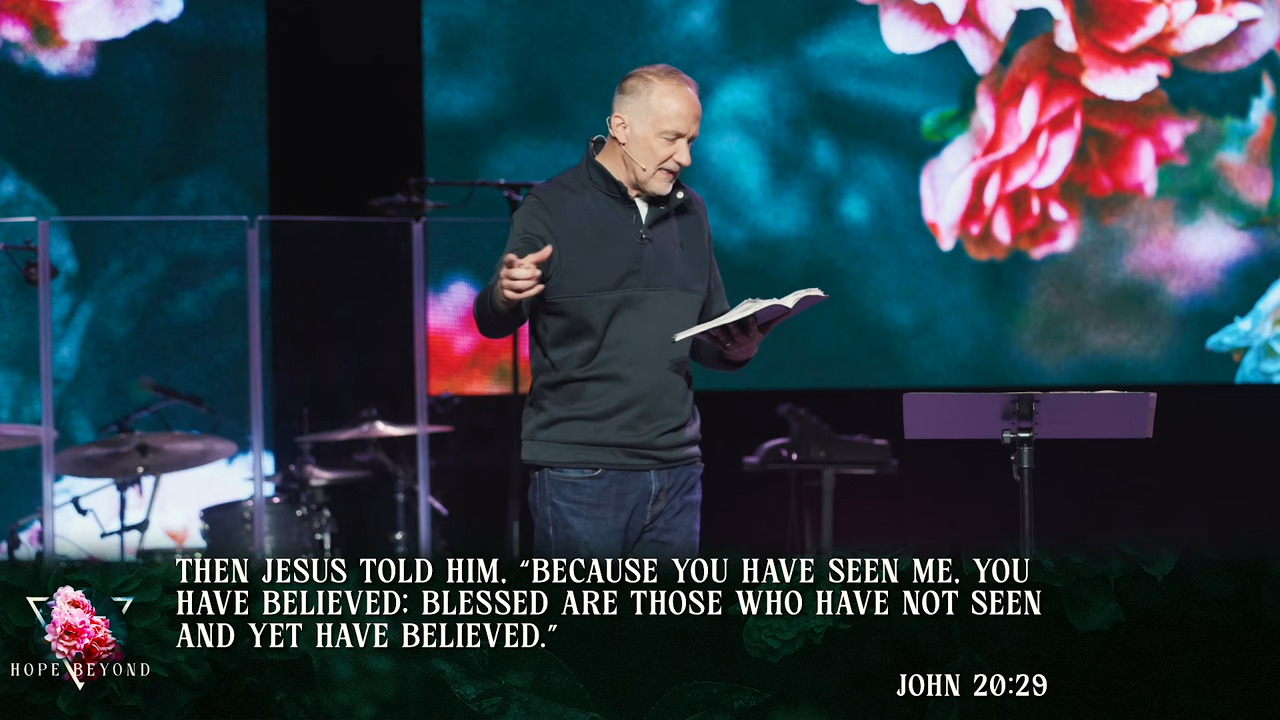 THEN JESUS TOLD HIM, “BECAUSE YOU HAVE SEEN ME, YOU
HAVE BELIEVED; BLESSED ARE THOSE WHO HAVE NOT SEEN
AND YET HAVE BELIEVED.”
JOHN 20:29
HOPE BEYOND